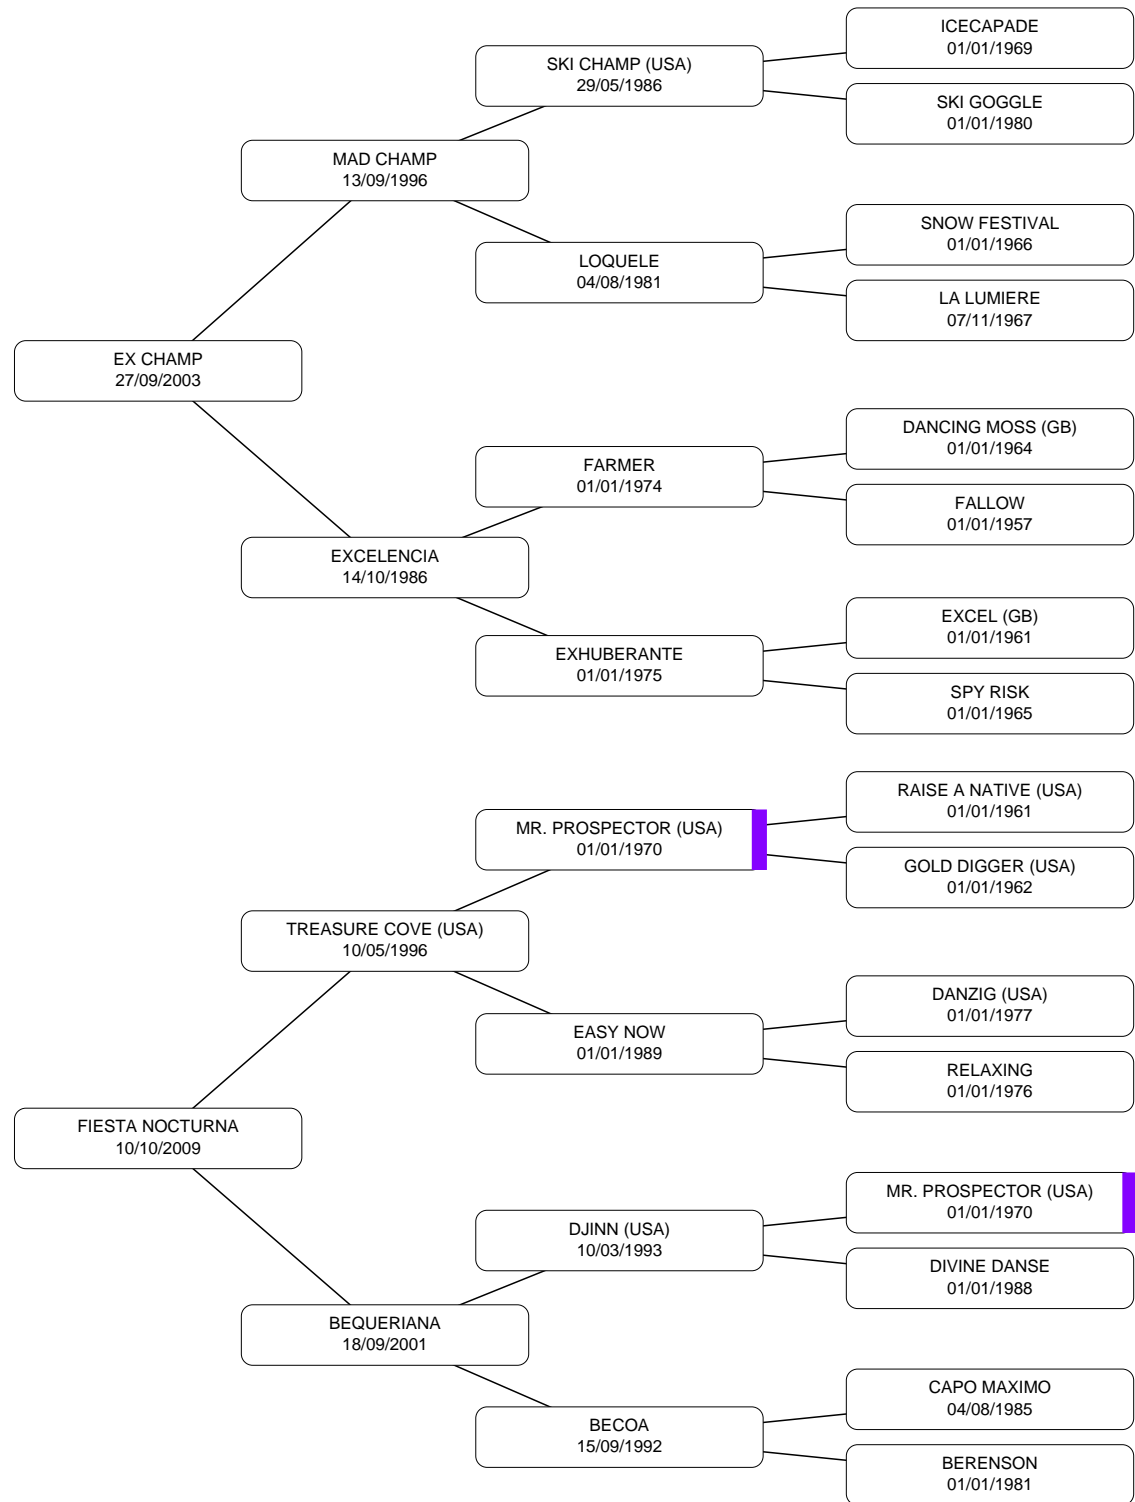 ICECAPADE
01/01/1969
SKI CHAMP (USA)
29/05/1986
SKI GOGGLE
01/01/1980
MAD CHAMP
13/09/1996
SNOW FESTIVAL
01/01/1966
LOQUELE
04/08/1981
LA LUMIERE
07/11/1967
EX CHAMP
27/09/2003
DANCING MOSS (GB)
01/01/1964
FARMER
01/01/1974
FALLOW
01/01/1957
EXCELENCIA
14/10/1986
EXCEL (GB)
01/01/1961
EXHUBERANTE
01/01/1975
SPY RISK
01/01/1965
RAISE A NATIVE (USA)
01/01/1961
MR. PROSPECTOR (USA)
01/01/1970
GOLD DIGGER (USA)
01/01/1962
TREASURE COVE (USA)
10/05/1996
DANZIG (USA)
01/01/1977
EASY NOW
01/01/1989
RELAXING
01/01/1976
FIESTA NOCTURNA
10/10/2009
MR. PROSPECTOR (USA)
01/01/1970
DJINN (USA)
10/03/1993
DIVINE DANSE
01/01/1988
BEQUERIANA
18/09/2001
CAPO MAXIMO
04/08/1985
BECOA
15/09/1992
BERENSON
01/01/1981